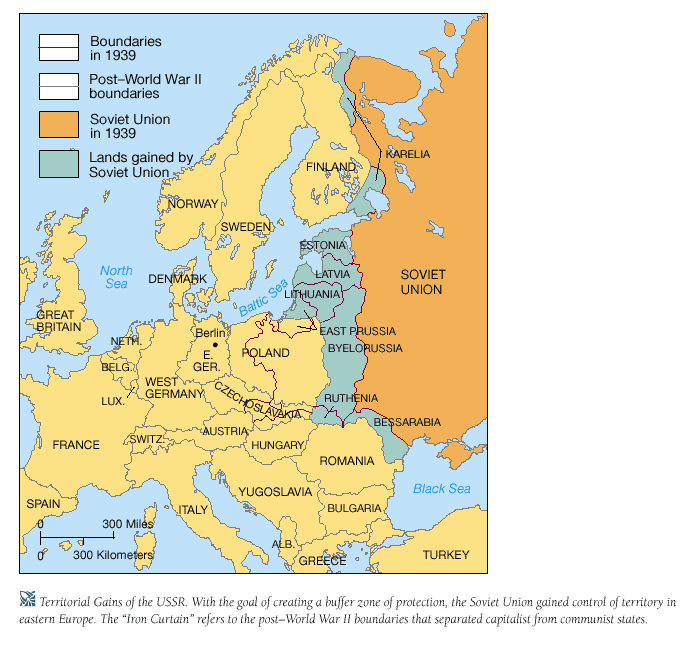 Boundaries
in 1939
Post–World War II
boundaries
Soviet Union
in 1939
Lands gained by
Soviet Union
KARELIA
FINLAND
NORWAY
SWEDEN
ESTONIA
North
Sea
DENMARK
LATVIA
SOVIET
UNION
Baltic Sea
LITHUANIA
GREAT
BRITAIN
NETH.
Berlin
EAST PRUSSIA
E.
GER.
POLAND
BYELORUSSIA
BELG.
WEST
GERMANY
LUX.
CZECHOSLAVAKIA
RUTHENIA
BESSARABIA
AUSTRIA
FRANCE
SWITZ.
HUNGARY
ROMANIA
YUGOSLAVIA
Black Sea
SPAIN
ITALY
BULGARIA
0 300 Miles
0 300 Kilometers
ALB.
GREECE
TURKEY
Territorial Gains of the USSR. With the goal of creating a buffer zone of protection, the Soviet Union gained control of territory in
eastern Europe. The “Iron Curtain” refers to the post–World War II boundaries that separated capitalist from communist states.